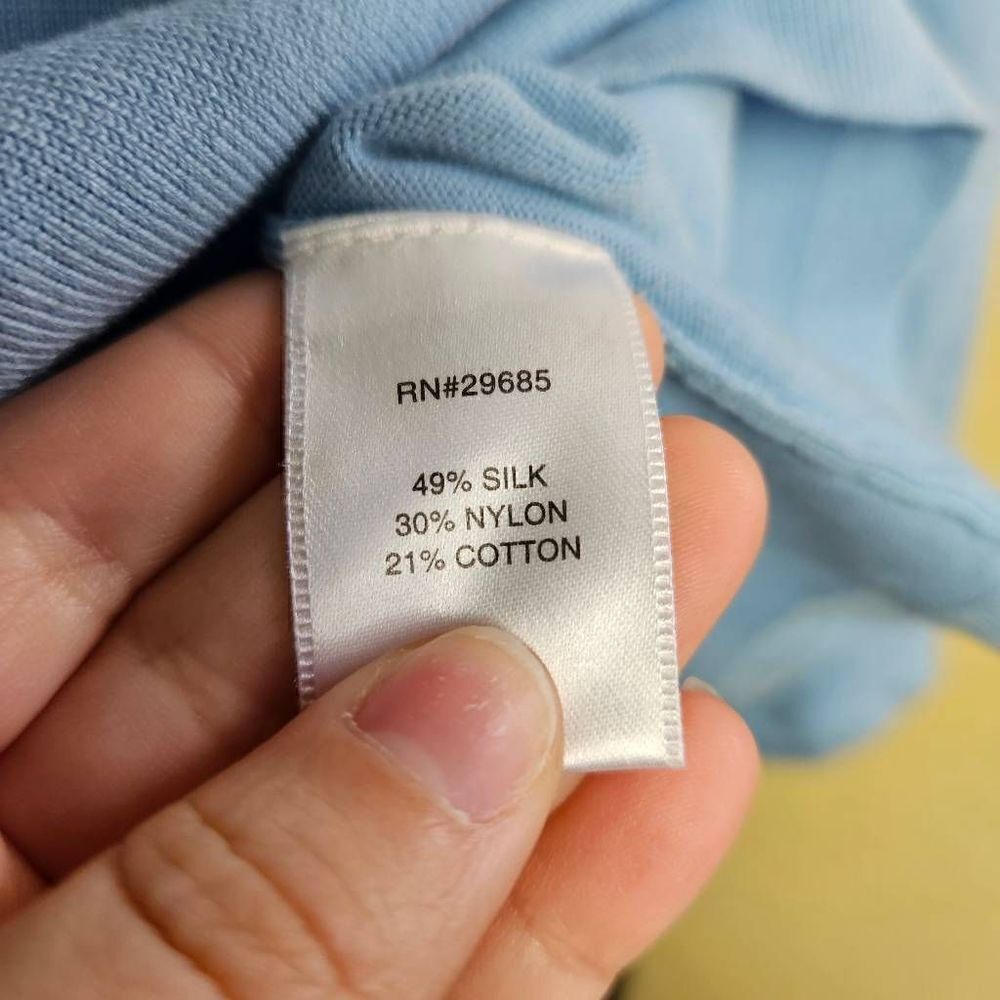 RN#29685
49% SILK
30% NYLON
21% COTTON